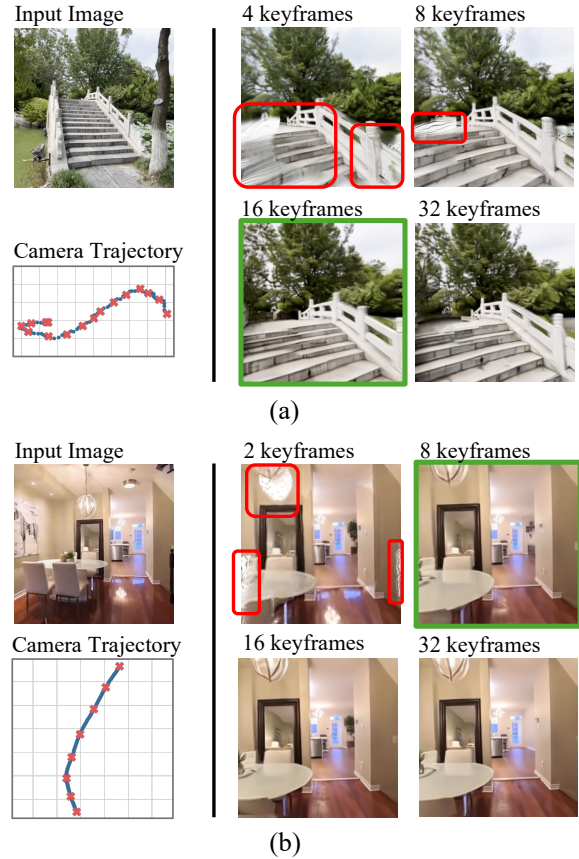 Input Image
4 keyframes
8 keyframes
16 keyframes
32 keyframes
Camera Trajectory
(a)
Input Image
2 keyframes
8 keyframes
Camera Trajectory
16 keyframes
32 keyframes
(b)